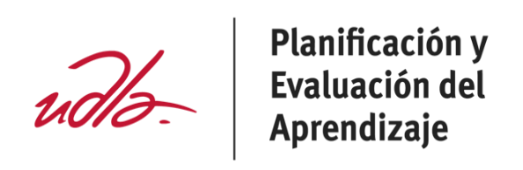 udla-
Planificación y
Evaluación del
Aprendizaje